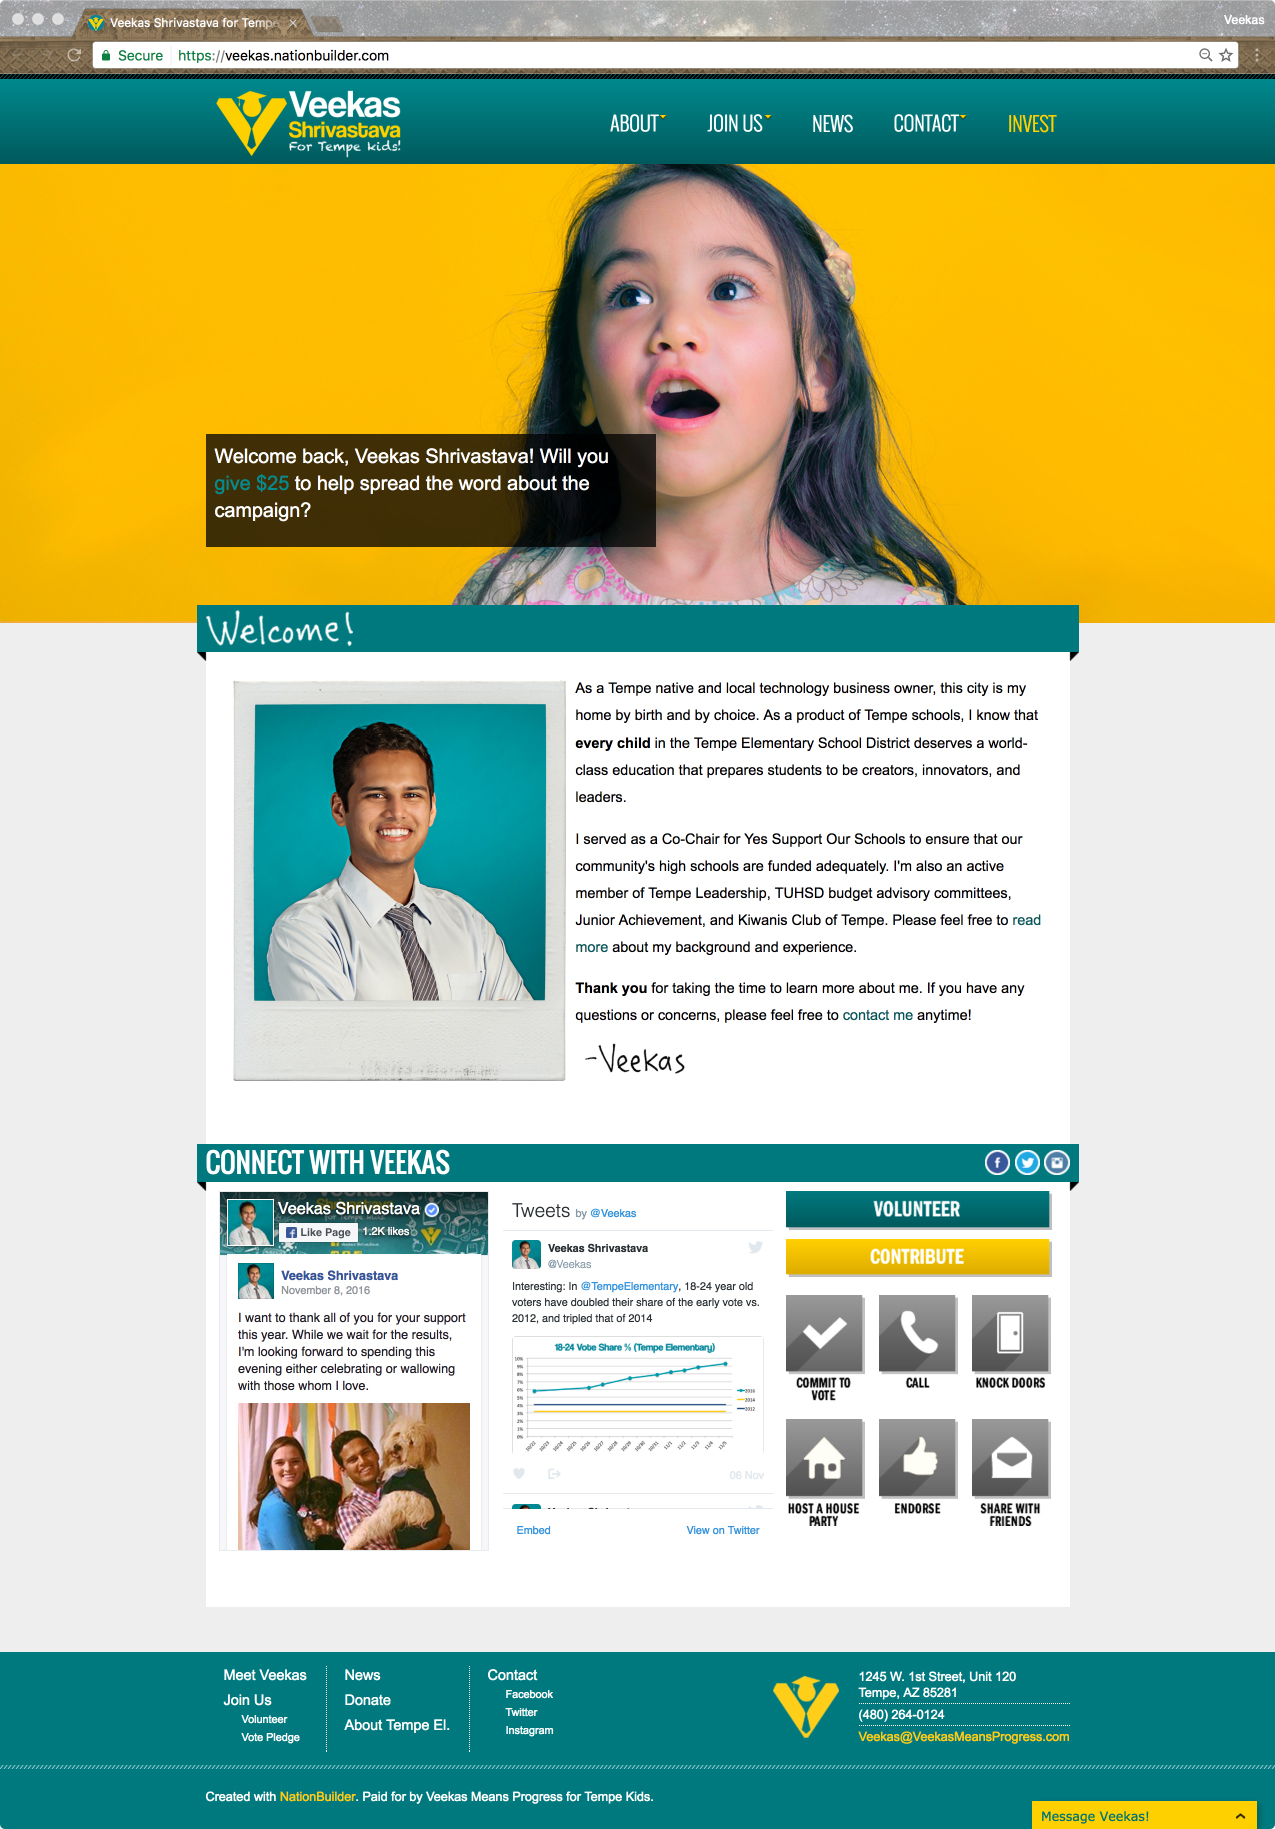 Veekas Shrivastava for Tempe
Veekas
Secure
https://veekas.nationbuilder.com
Veekas
Shrivastava
For Tempe kids!
ABOUT
JOIN US
NEWS
CONTACT
INVEST
Welcome back, Veekas Shrivastava! Will you
give $25 to help spread the word about the
campaign?
Welcome!
As a Tempe native and local technology business owner, this city is my
home by birth and by choice. As a product of Tempe schools, I know that
every child in the Tempe Elementary School District deserves a world-
class education that prepares students to be creators, innovators, and
leaders.
I served as a Co-Chair for Yes Support Our Schools to ensure that our
community's high schools are funded adequately. I'm also an active
member of Tempe Leadership, TUHSD budget advisory committees,
Junior Achievement, and Kiwanis Club of Tempe. Please feel free to read
more about my background and experience.
Thank you for taking the time to learn more about me. If you have any
questions or concerns, please feel free to contact me anytime!
-Veekas
CONNECT WITH VEEKAS
Veekas Shrivastava
Like Page
1.2K likes
Veekas Shrivastava
November 8, 2016
I want to thank all of you for your support
this year. While we wait for the results,
I'm looking forward to spending this
evening either celebrating or wallowing
with those whom I love.
Tweets by @Veekas
Veekas Shrivastava
@Veekas
Interesting: In @TempeElementary, 18-24 year old
voters have doubled their share of the early vote vs.
2012, and tripled that of 2014
18-24 Vote Share % (Tempe Elementary)
10%
9%
8%
7%
6%
5%
4%
3%
2%
1%
0%
2016
2014
2012
06 Nov
Embed
View on Twitter
VOLUNTEER
CONTRIBUTE
COMMIT TO
VOTE
CALL
KNOCK DOORS
HOST A HOUSE
PARTY
ENDORSE
SHARE WITH
FRIENDS
Meet Veekas
Join Us
Volunteer
Vote Pledge
News
Donate
About Tempe El.
Contact
Facebook
Twitter
Instagram
1245 W. 1st Street, Unit 120
Tempe, AZ 85281
(480) 264-0124
Veekas@VeekasMeansProgress.com
Created with NationBuilder. Paid for by Veekas Means Progress for Tempe Kids.
Message Veekas!